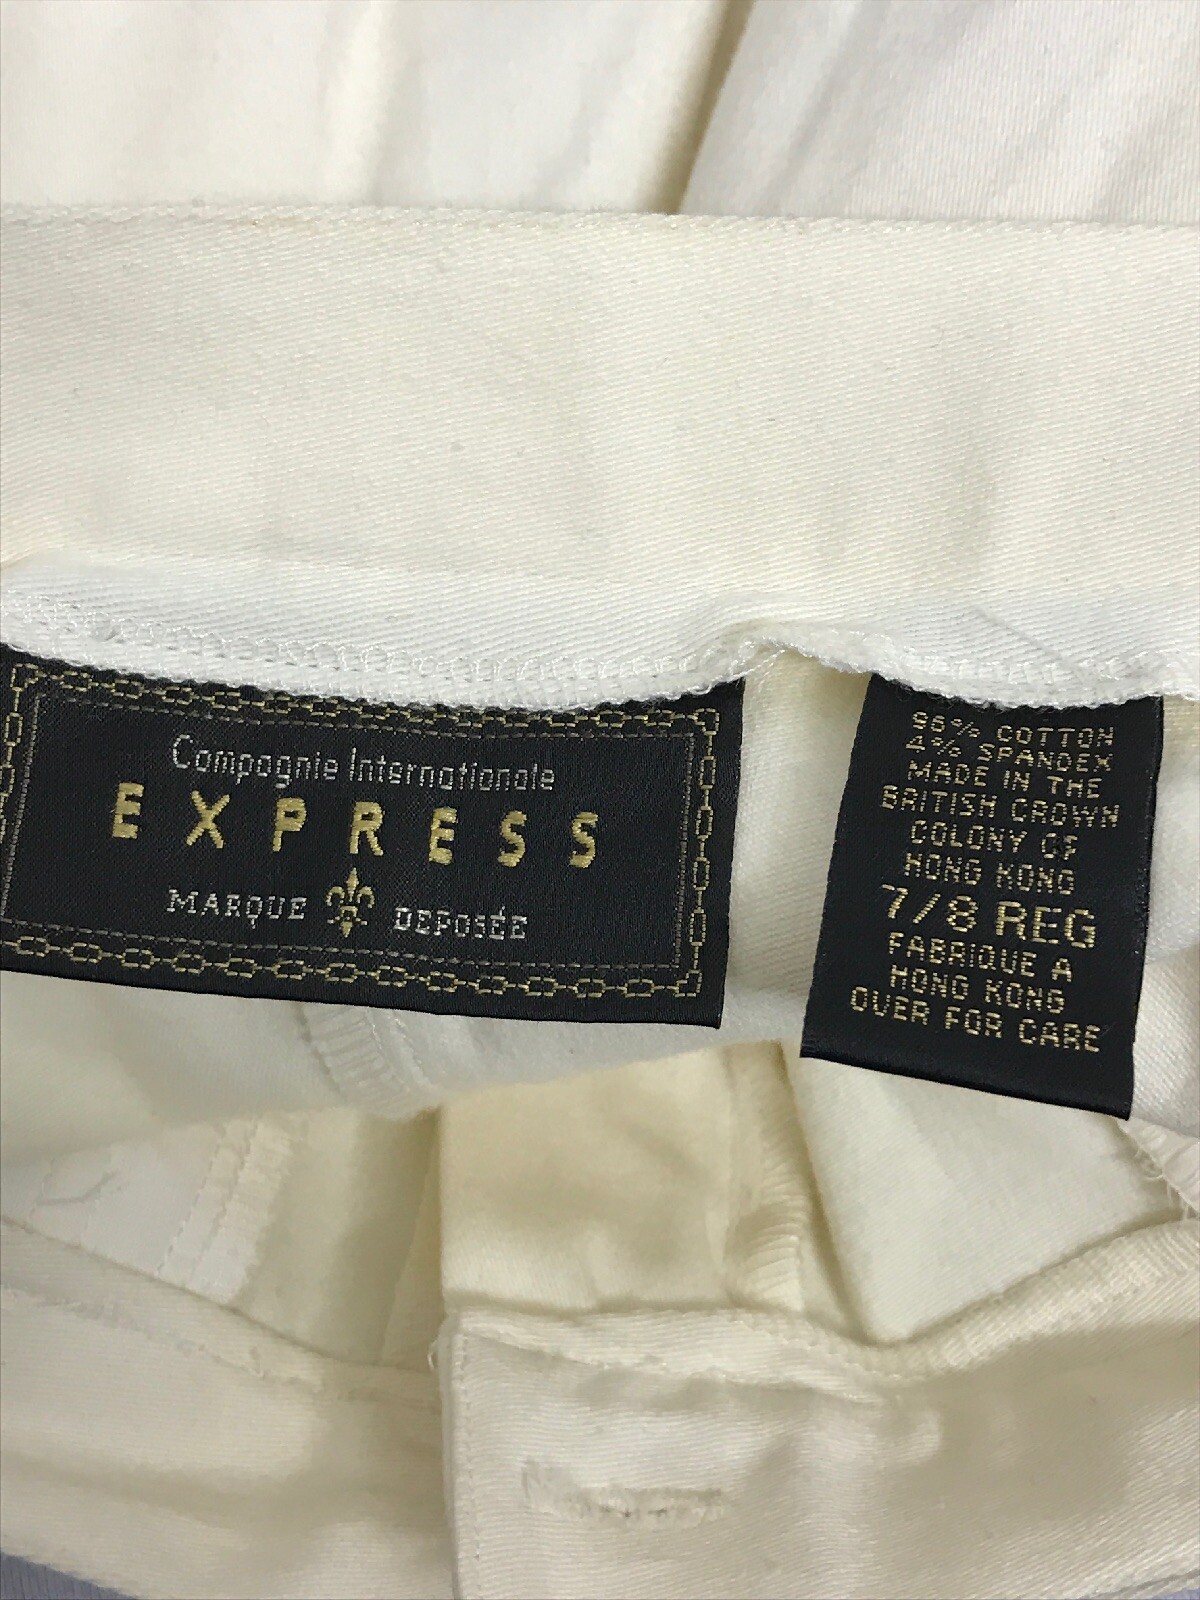 Compagnie Internationale
EXPRESS
MARQUE DEPOSÉE
96% COTTON
4% SPANDEX
MADE IN THE
BRITISH CROWN
COLONY OF
HONG KONG
7/8 REG
FABRIQUE A
HONG KONG
OVER FOR CARE